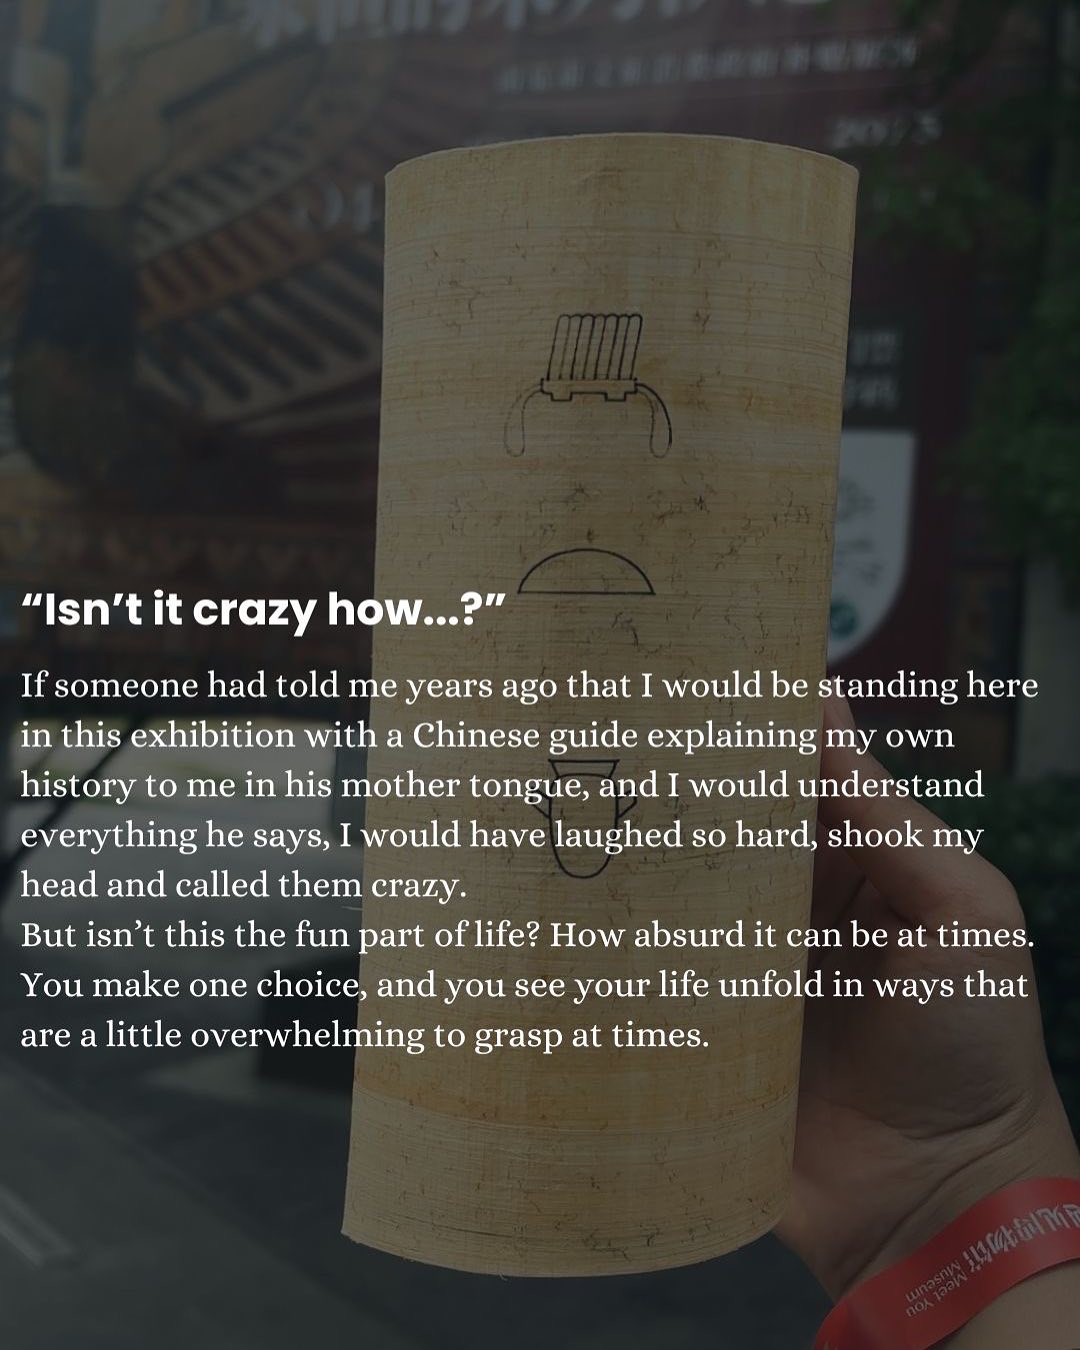 “Isn’t it crazy how...?”
If someone had told me years ago that I would be standing here
in this exhibition with a Chinese guide explaining my own
history to me in his mother tongue, and I would understand
everything he says, I would have laughed so hard, shook my
head and called them crazy.
But isn’t this the fun part of life? How absurd it can be at times.
You make one choice, and you see your life unfold in ways that
are a little overwhelming to grasp at times.
Meet You
Museum